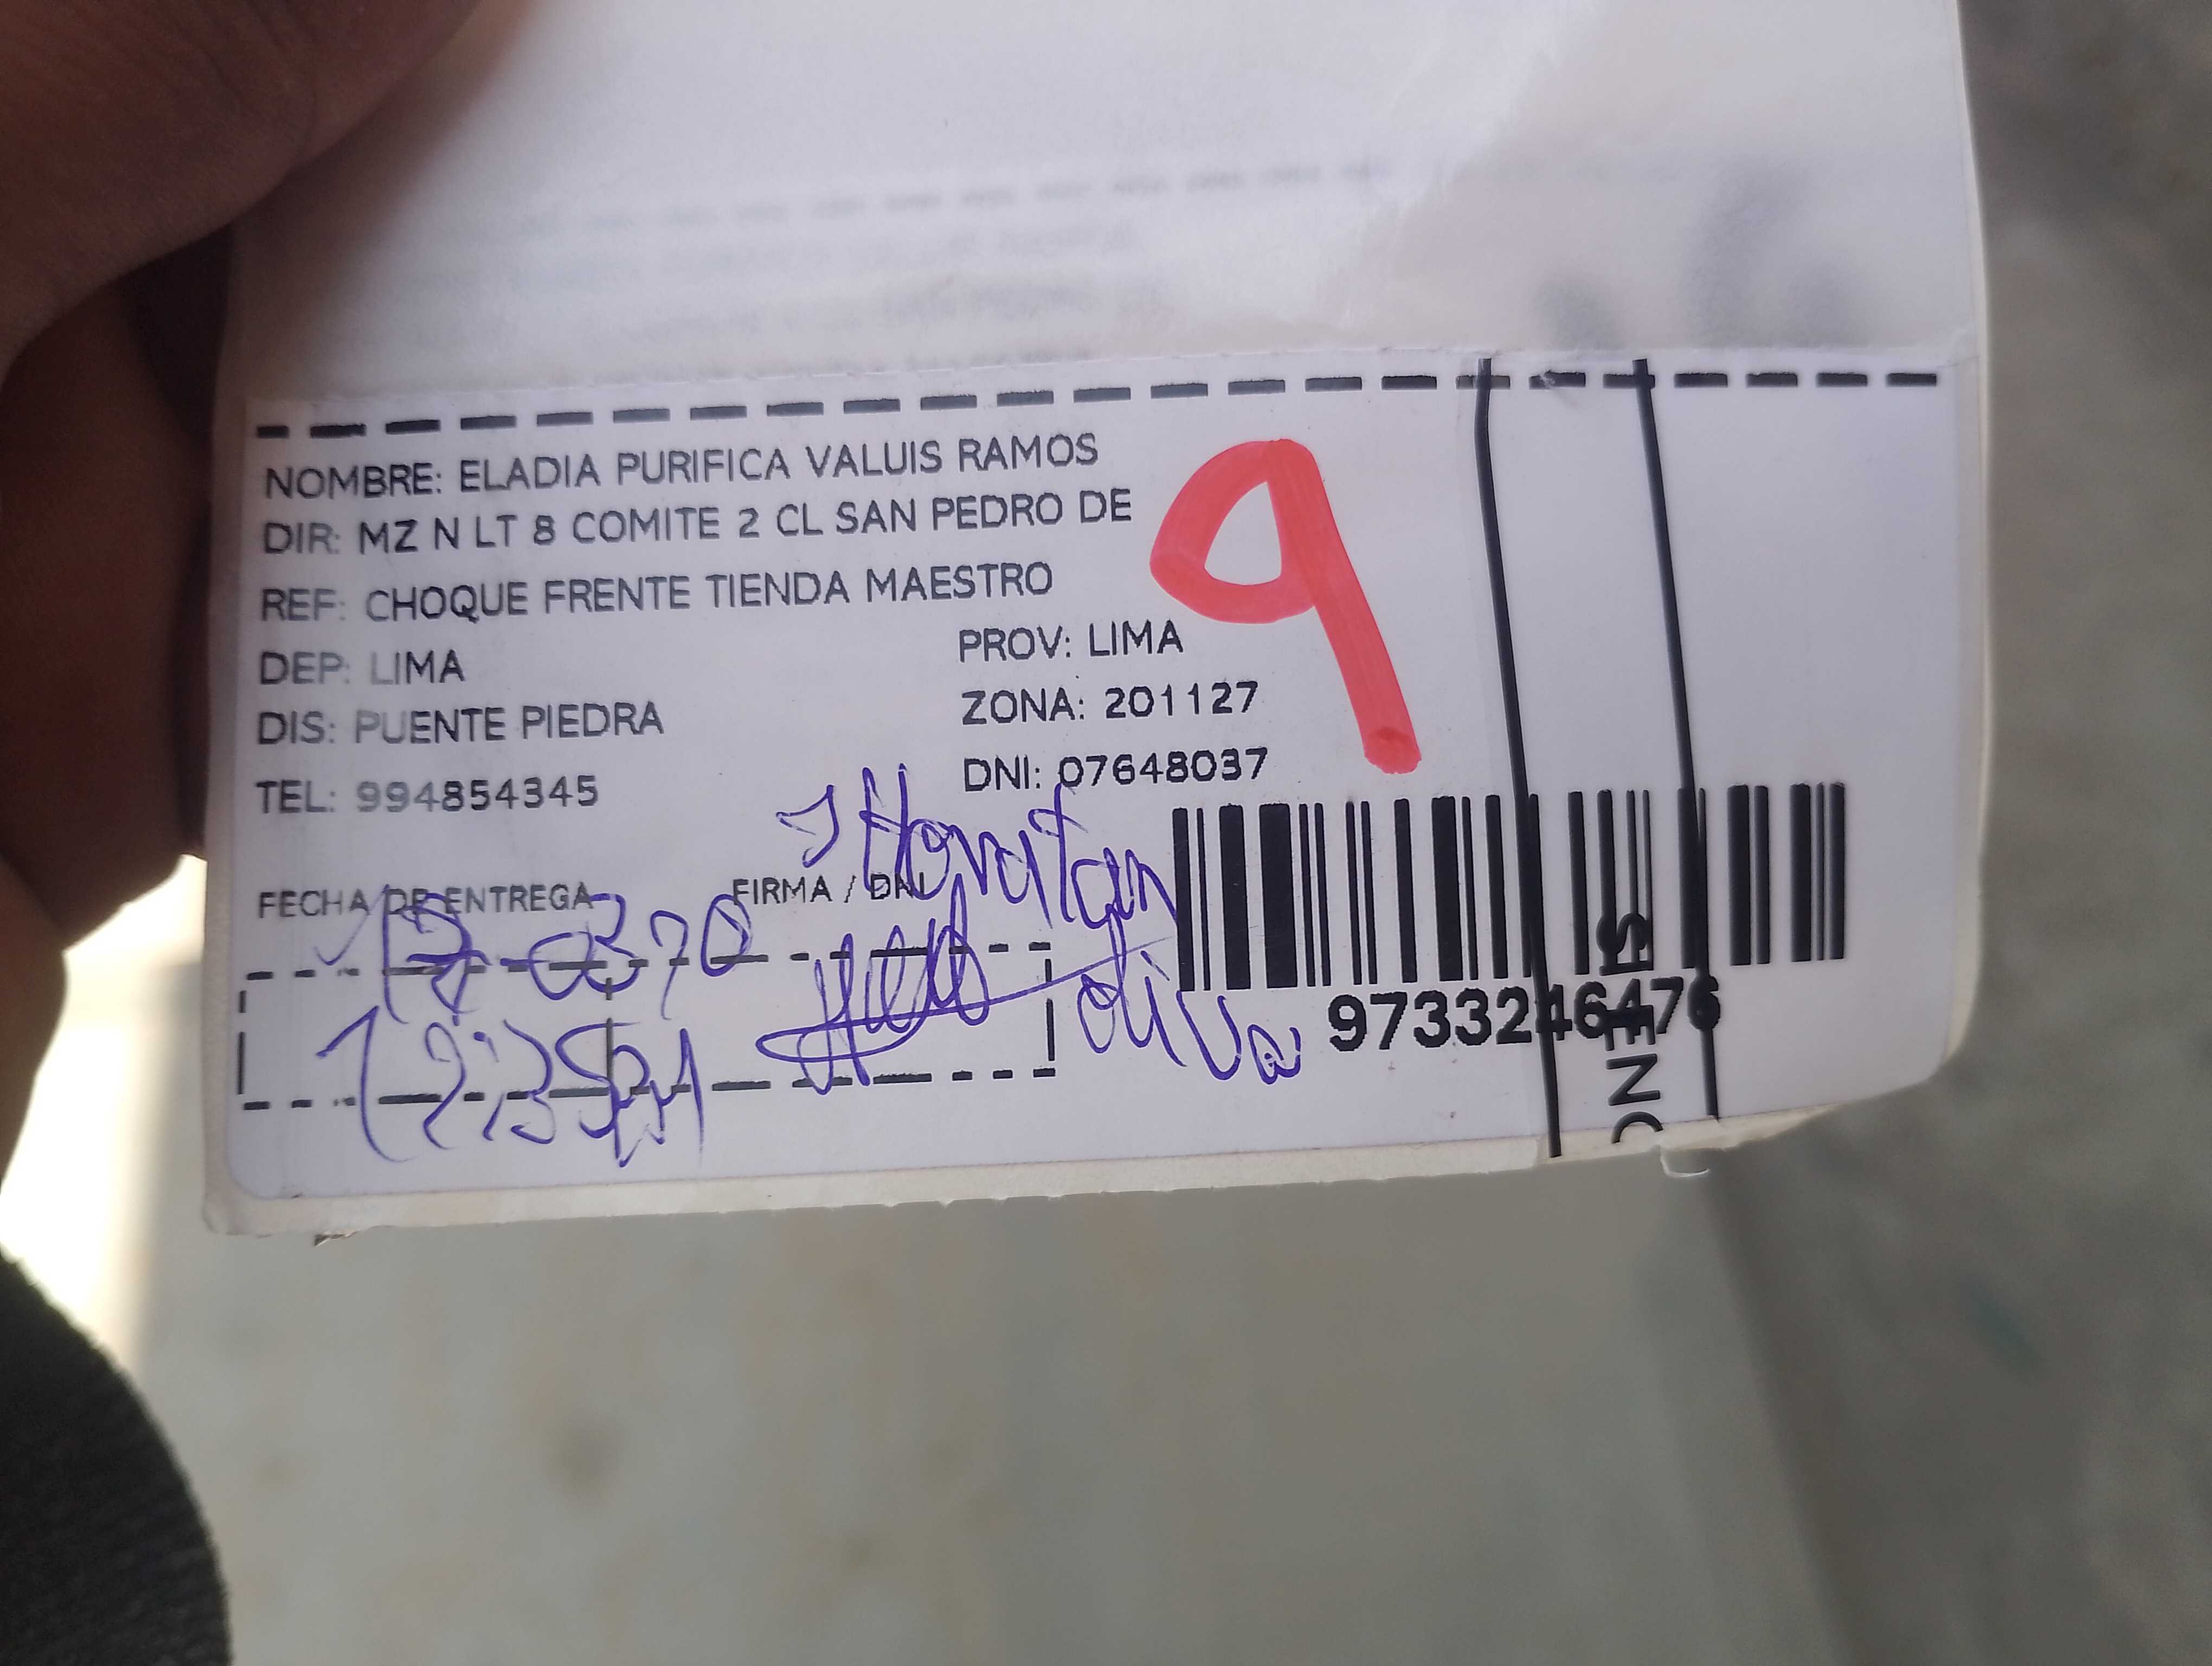 NOMBRE: ELADIA PURIFICA VALUIS RAMOS
DIR: MZ N LT 8 COMITE 2 CL SAN PEDRO DE
REF: CHOQUE FRENTE TIENDA MAESTRO
DEP: LIMA
PROV: LIMA
DIS: PUENTE PIEDRA
ZONA: 201127
TEL: 994854345
DNI: 07648037
9
FECHA DE ENTREGA
FIRMA / DNI
oliva
9733246476